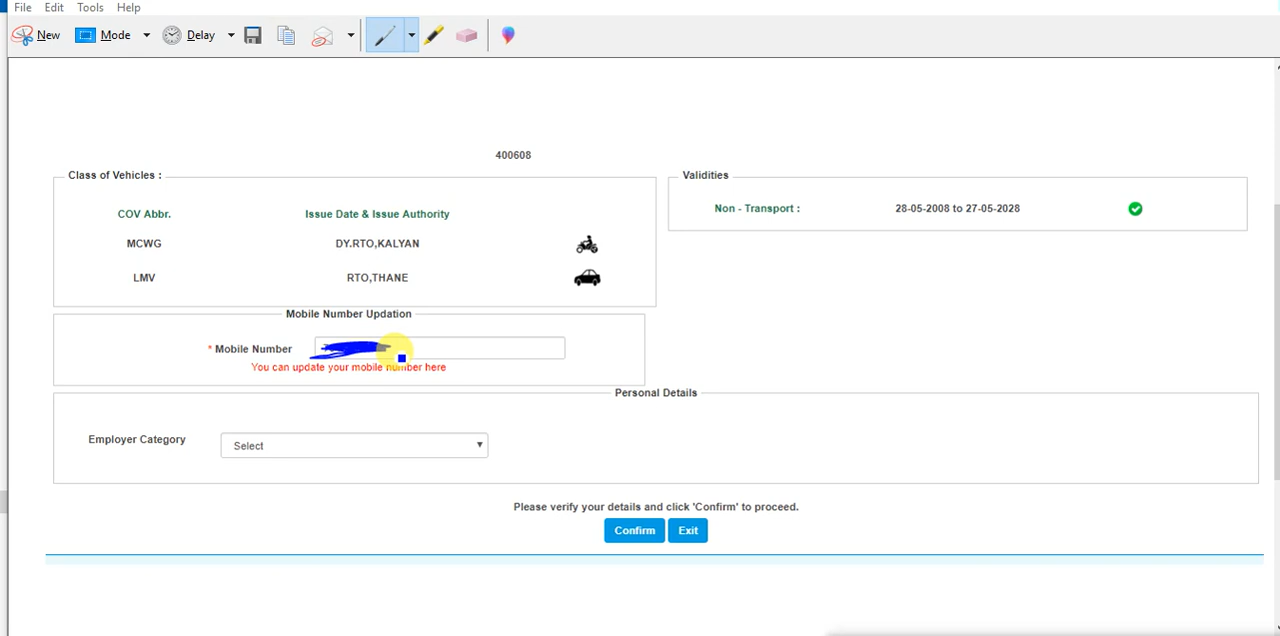 File Edit Tools Help
New Mode Delay
400608
Class of Vehicles : Validities
COV Abbr. Issue Date & Issue Authority Non - Transport : 28-05-2008 to 27-05-2028
MCWG DY.RTO,KALYAN
LMV RTO,THANE
Mobile Number Updation
* Mobile Number
You can update your mobile number here
Personal Details
Employer Category Select
Please verify your details and click 'Confirm' to proceed.
Confirm Exit